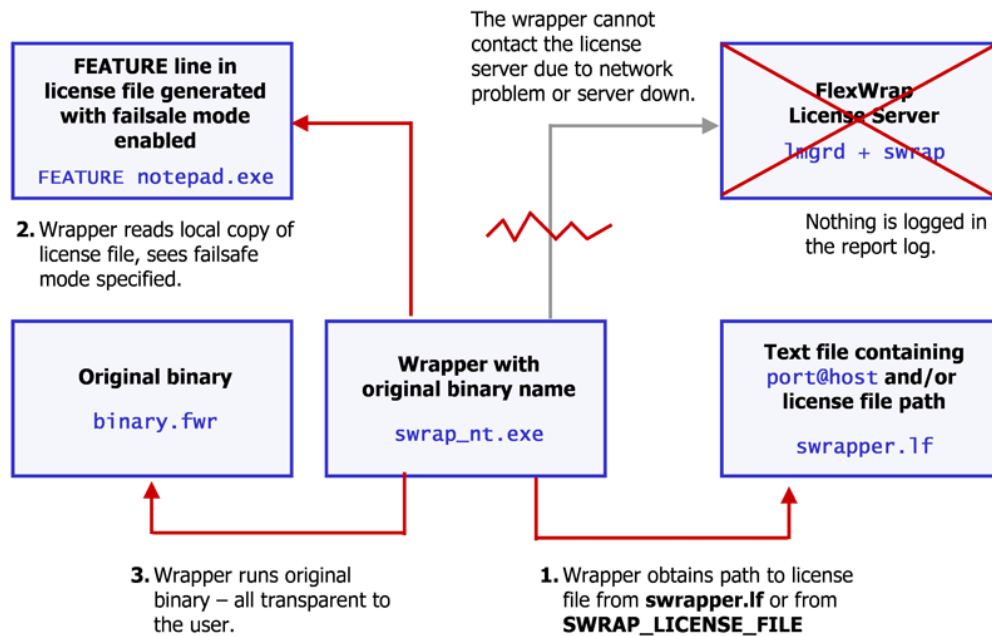 The wrapper cannot
contact the license
server due to network
problem or server down.
FEATURE line in
license file generated
with failsale mode
enabled
FEATURE notepad.exe
FlexWrap
License Server
lmgrd + swrap
2. Wrapper reads local copy of
license file, sees failsafe
mode specified.
Nothing is logged in
the report log.
Original binary
binary.fwr
Wrapper with
original binary name
swrap_nt.exe
Text file containing
port@host and/or
license file path
swrapper.lf
3. Wrapper runs original
binary – all transparent to
the user.
1. Wrapper obtains path to license
file from swrapper.lf or from
SWRAP_LICENSE_FILE